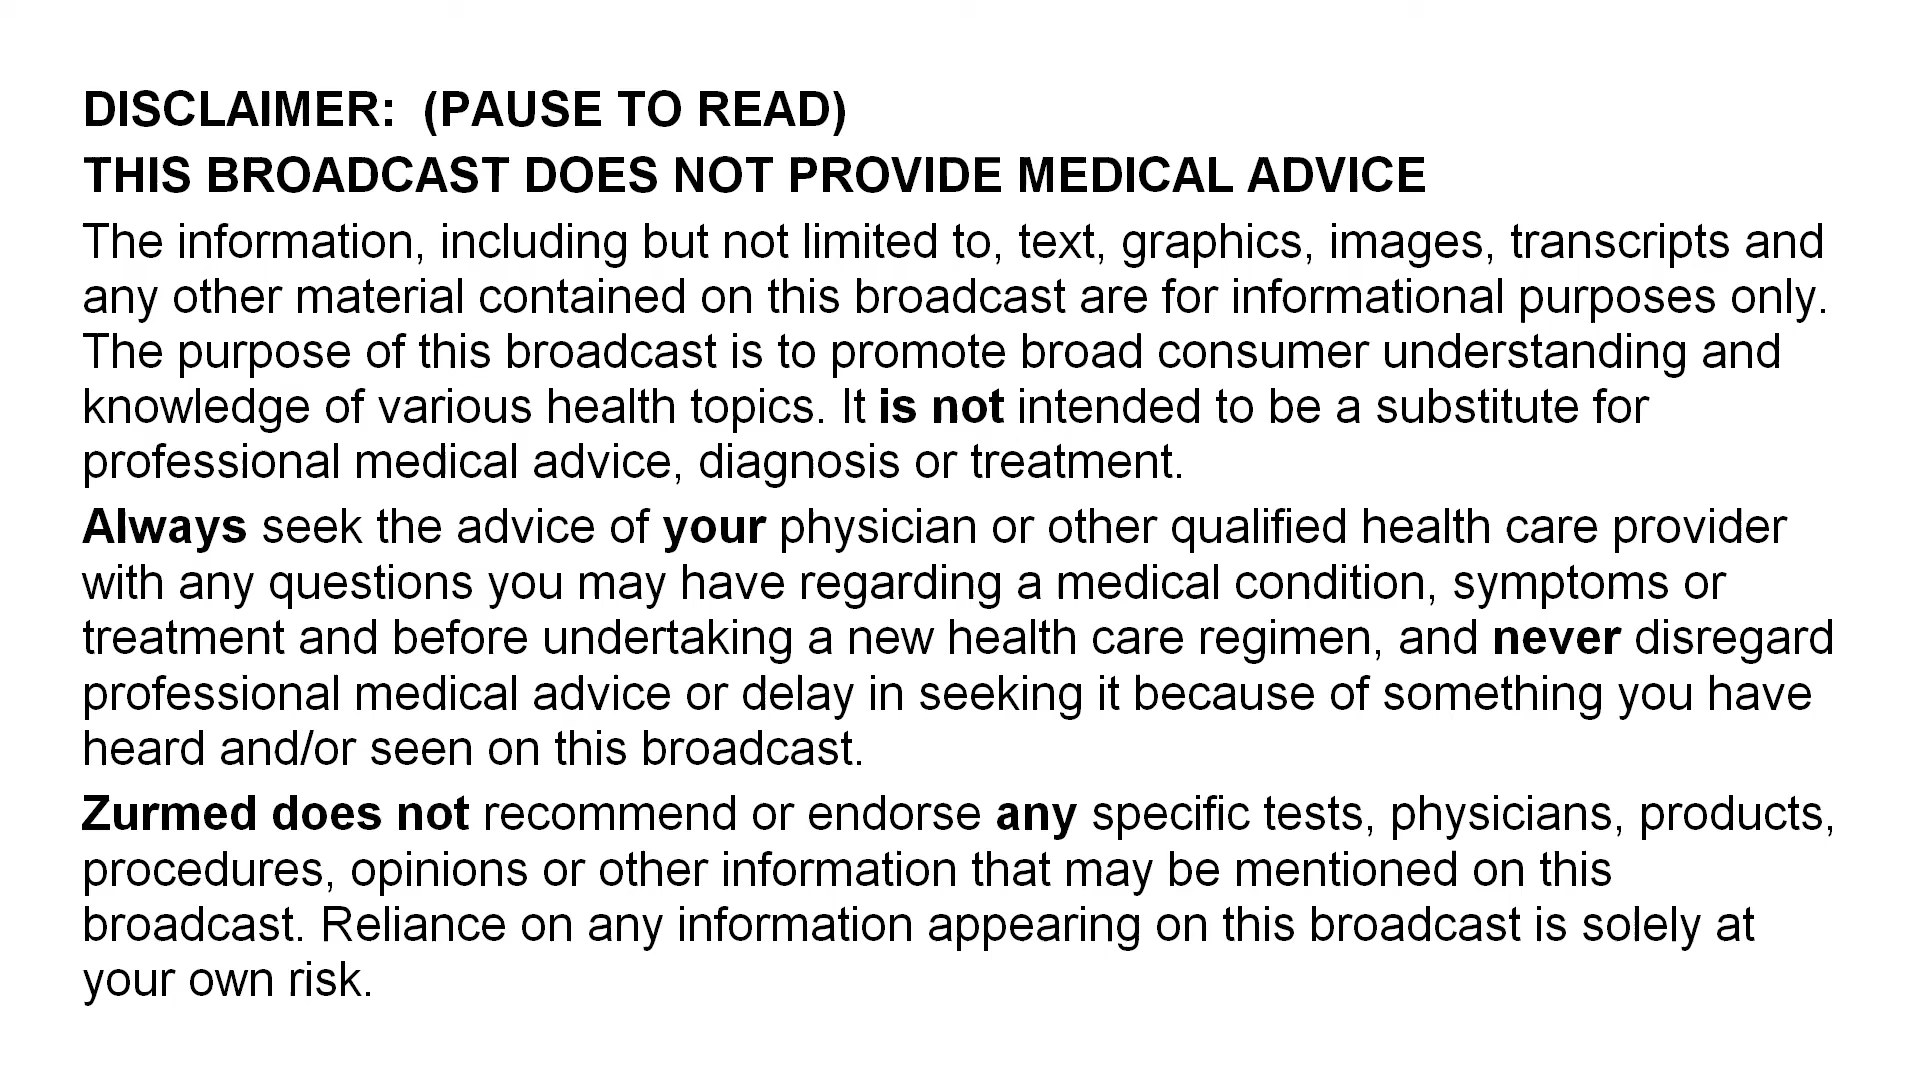 DISCLAIMER:  (PAUSE TO READ)
THIS BROADCAST DOES NOT PROVIDE MEDICAL ADVICE
The information, including but not limited to, text, graphics, images, transcripts and
any other material contained on this broadcast are for informational purposes only.
The purpose of this broadcast is to promote broad consumer understanding and
knowledge of various health topics. It is not intended to be a substitute for
professional medical advice, diagnosis or treatment.
Always seek the advice of your physician or other qualified health care provider
with any questions you may have regarding a medical condition, symptoms or
treatment and before undertaking a new health care regimen, and never disregard
professional medical advice or delay in seeking it because of something you have
heard and/or seen on this broadcast.
Zurmed does not recommend or endorse any specific tests, physicians, products,
procedures, opinions or other information that may be mentioned on this
broadcast. Reliance on any information appearing on this broadcast is solely at
your own risk.